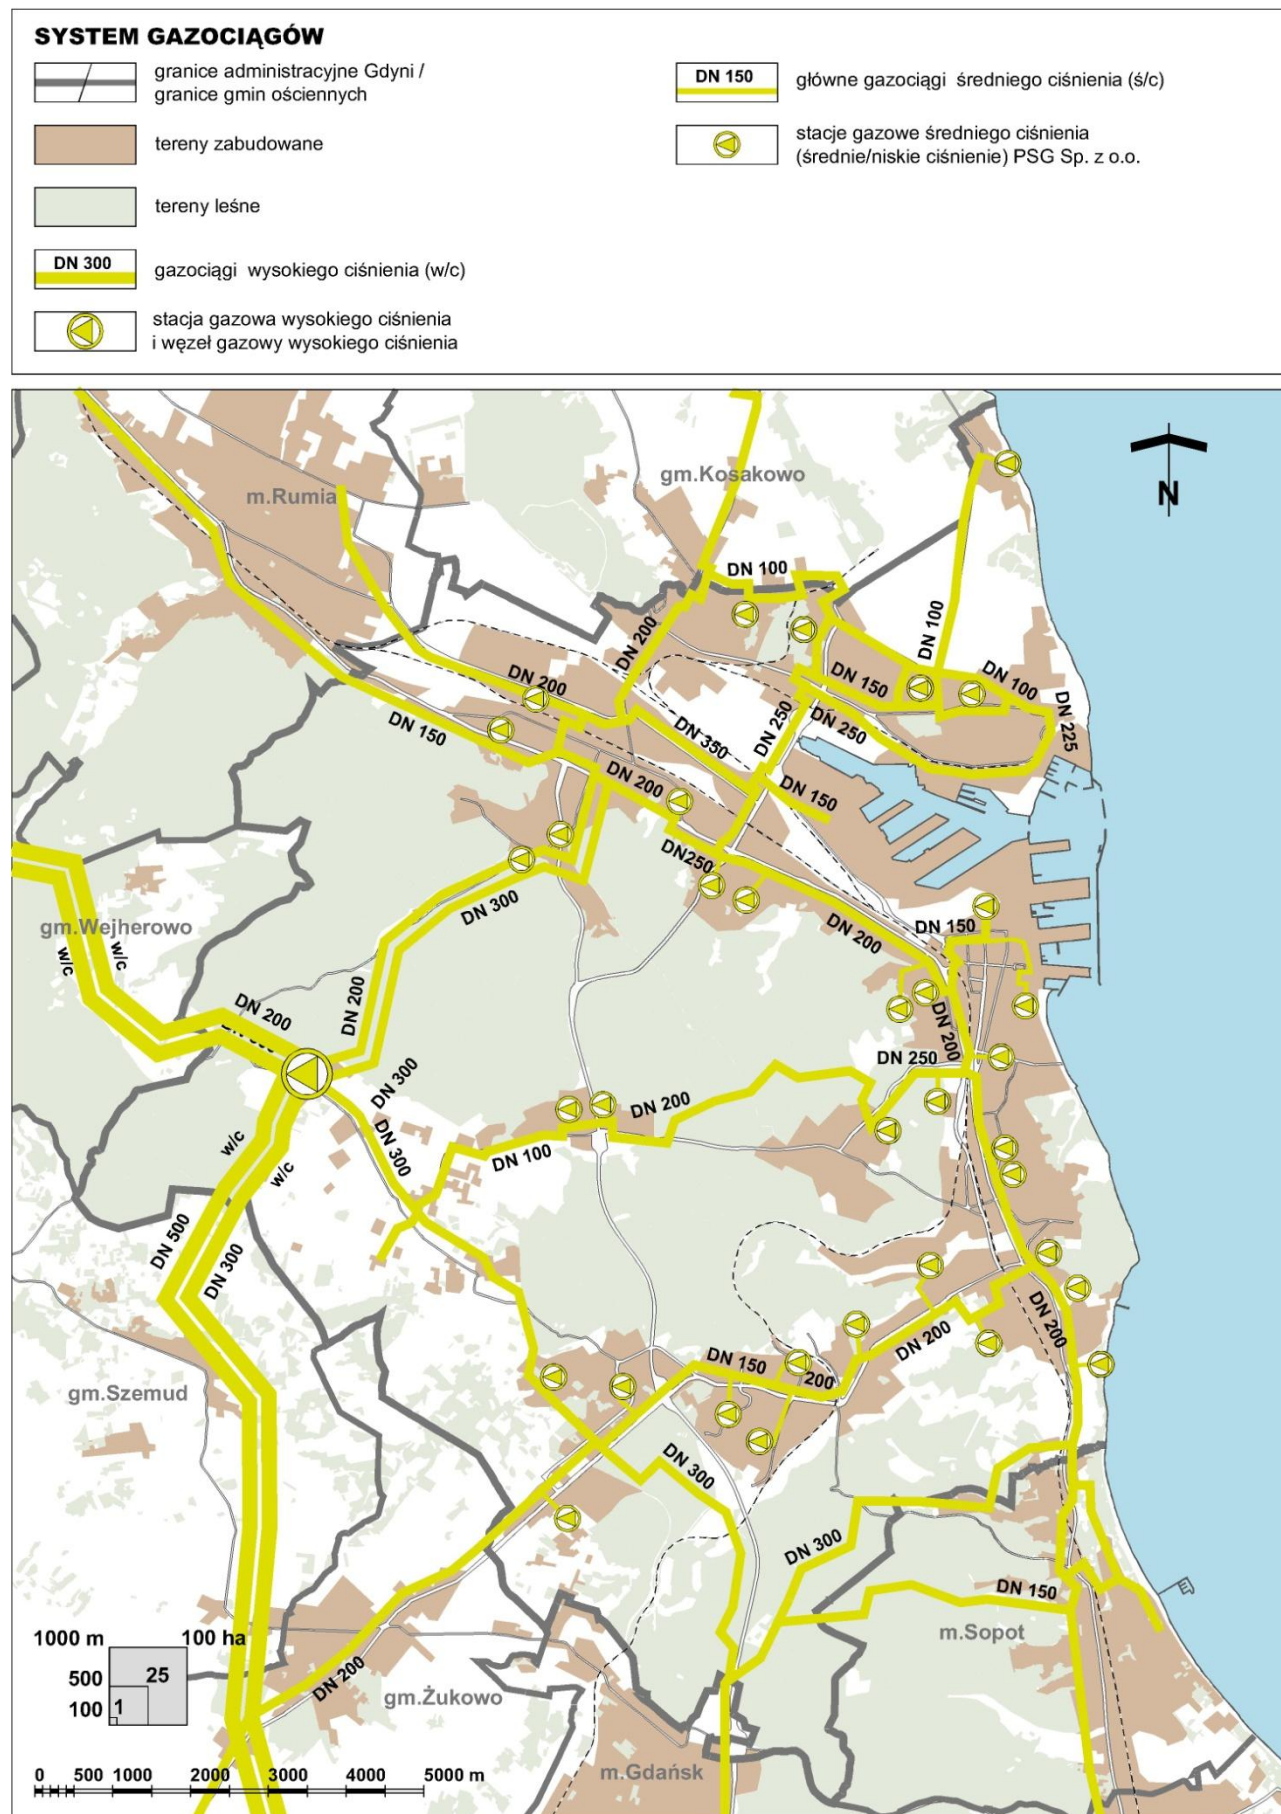 SYSTEM GAZOCIĄGÓW
granice administracyjne Gdyni /
granice gmin ościennych
tereny zabudowane
tereny leśne
DN 300
gazociągi wysokiego ciśnienia (w/c)
stacja gazowa wysokiego ciśnienia
i węzeł gazowy wysokiego ciśnienia
DN 150
główne gazociągi średniego ciśnienia (ś/c)
stacje gazowe średniego ciśnienia
(średnie/niskie ciśnienie) PSG Sp. z o.o.
m.Rumia
gm.Kosakowo
N
DN 100
DN 200
DN 100
DN 200
DN 150
DN 100
DN 150
DN 350
DN 250
DN 250
DN 225
DN 200
DN 150
DN250
DN 300
gm.Wejherowo
w/c
w/c
DN 200
DN 150
DN 200
DN 200
DN 200
DN 250
DN 300
DN 200
DN 300
DN 100
w/c
w/c
DN 500
DN 300
DN 200
DN 200
DN 150
200
gm.Szemud
DN 300
DN 300
DN 150
m.Sopot
1000 m
100 ha
500
25
100
1
DN 200
gm.Żukowo
m.Gdańsk
0 500 1000 2000 3000 4000 5000 m